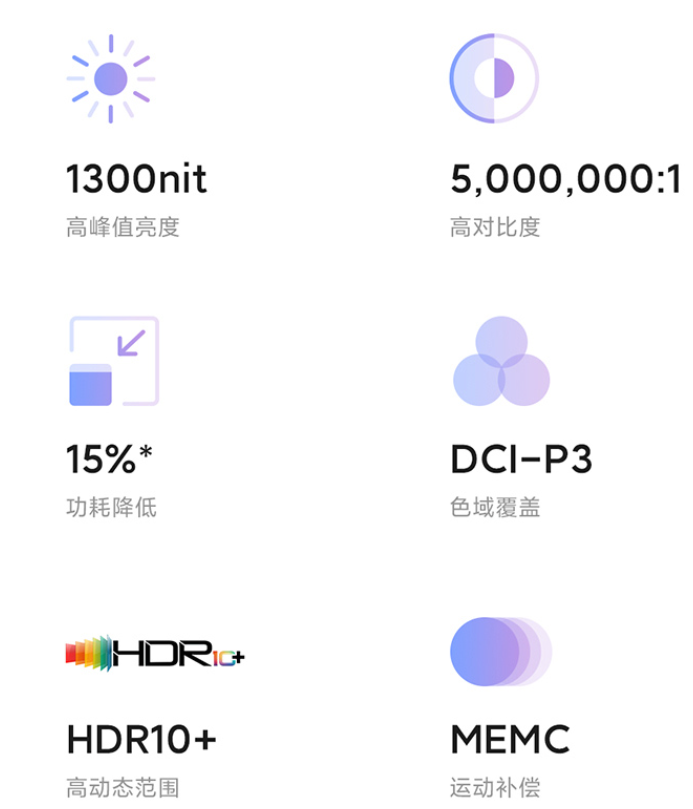 1300nit
高峰值亮度
5,000,000:1
高对比度
15%*
功耗降低
DCI-P3
色域覆盖
HDR10+
HDR10+
高动态范围
MEMC
运动补偿